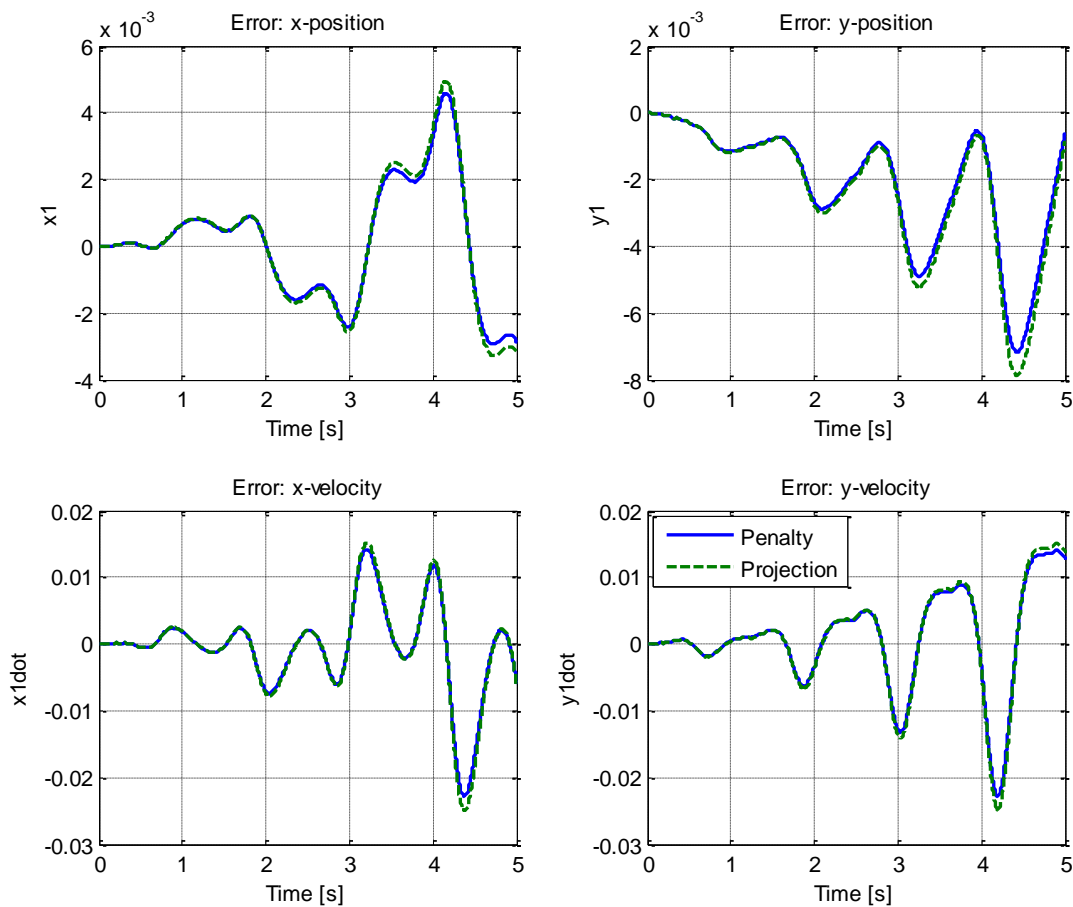 x 10⁻³
Error: x-position
6
4
2
0
-2
-4
x1
0 1 2 3 4 5
Time [s]
x 10⁻³
Error: y-position
2
0
-2
-4
-6
-8
y1
0 1 2 3 4 5
Time [s]
Error: x-velocity
0.02
0.01
0
-0.01
-0.02
-0.03
x1dot
0 1 2 3 4 5
Time [s]
Error: y-velocity
0.02
0.01
0
-0.01
-0.02
-0.03
y1dot
Penalty
Projection
0 1 2 3 4 5
Time [s]